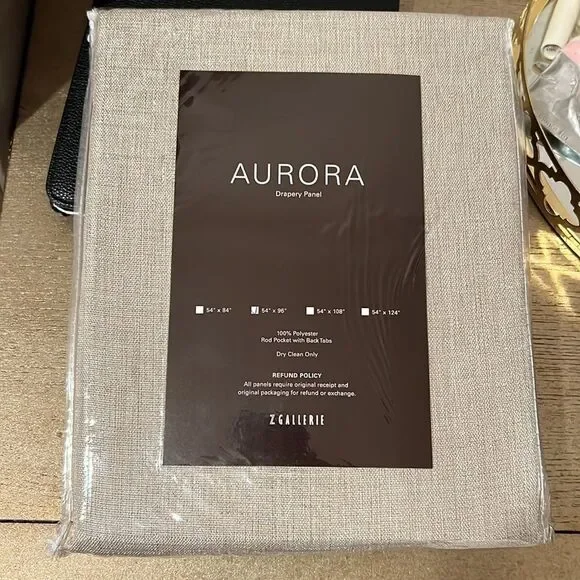 AURORA
Drapery Panel
54" x 84" 54" x 96" 54" x 108" 54" x 124"
100% Polyester
Rod Pocket with Back Tabs
Dry Clean Only
REFUND POLICY
All panels require original receipt and
original packaging for refund or exchange.
Z GALLERIE